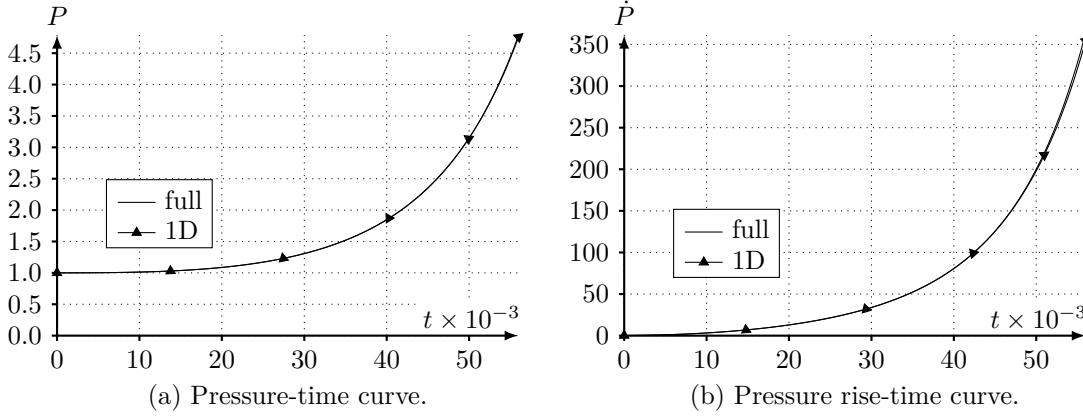 P
4.5
4.0
3.5
3.0
2.5
2.0
1.5
1.0
0.5
0.0
full
1D
t × 10⁻³
0 10 20 30 40 50
(a) Pressure-time curve.
Ṗ
350
300
250
200
150
100
50
0
full
1D
t × 10⁻³
0 10 20 30 40 50
(b) Pressure rise-time curve.